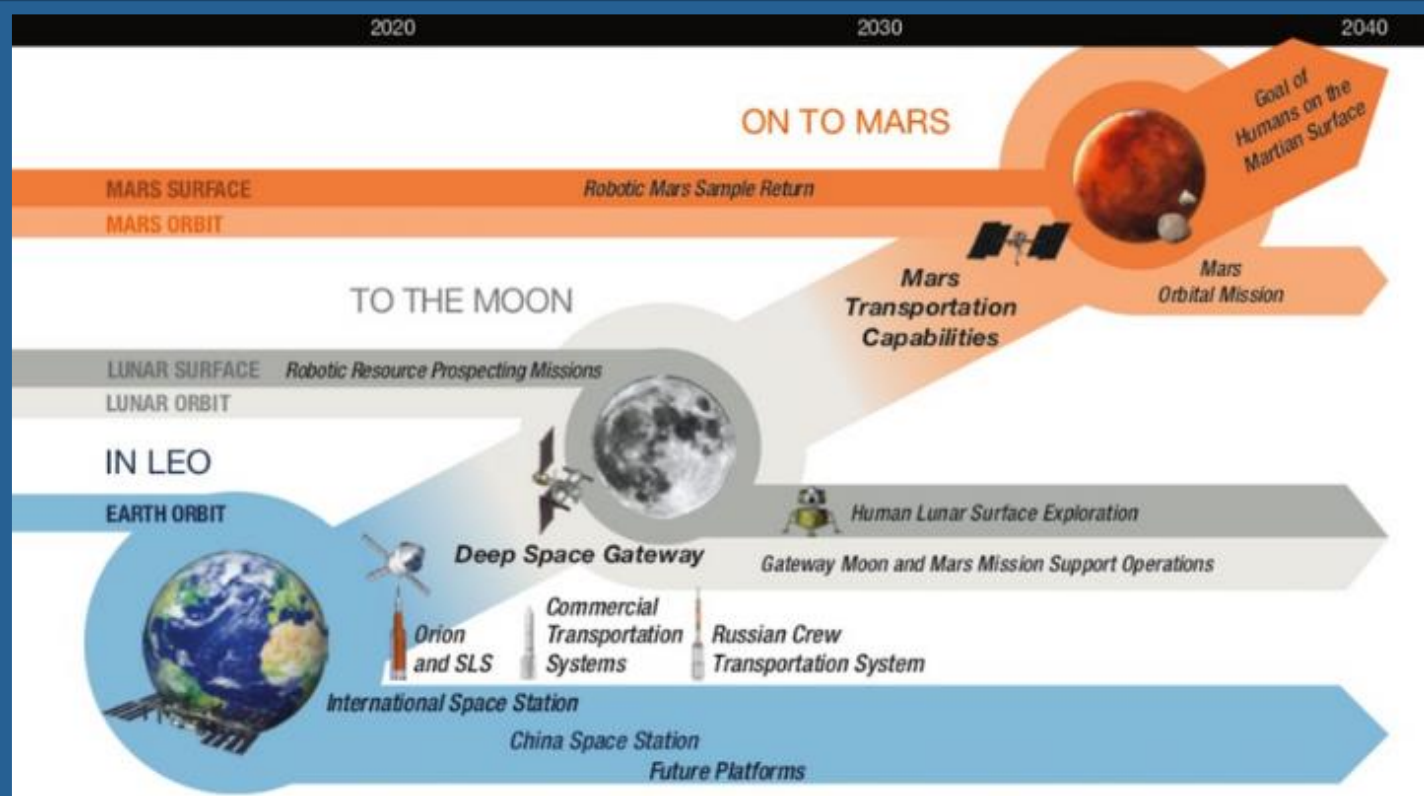 2020
2030
2040
ON TO MARS
Goal of
Humans on the
Martian Surface
MARS SURFACE
Robotic Mars Sample Return
MARS ORBIT
Mars
Transportation
Capabilities
Mars
Orbital Mission
TO THE MOON
LUNAR SURFACE
Robotic Resource Prospecting Missions
LUNAR ORBIT
IN LEO
EARTH ORBIT
Deep Space Gateway
Human Lunar Surface Exploration
Gateway Moon and Mars Mission Support Operations
Orion
and SLS
Commercial
Transportation
Systems
Russian Crew
Transportation System
International Space Station
China Space Station
Future Platforms